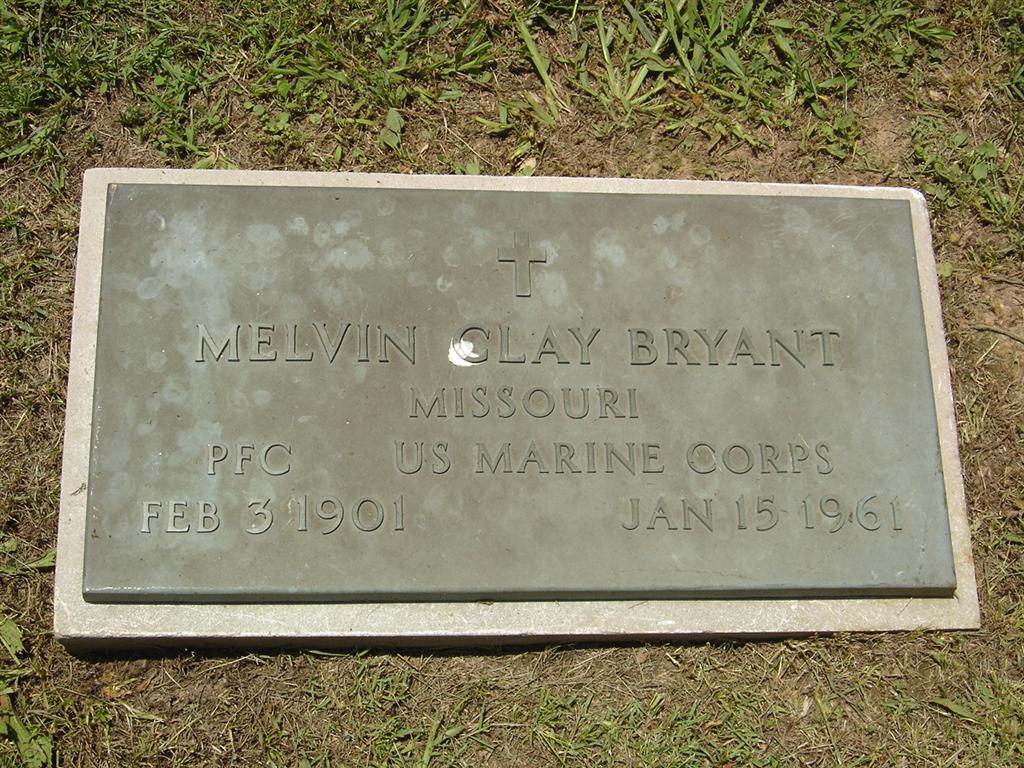 MELVIN CLAY BRYANT
MISSOURI
PFC US MARINE CORPS
FEB 3 1901 JAN 15 1961